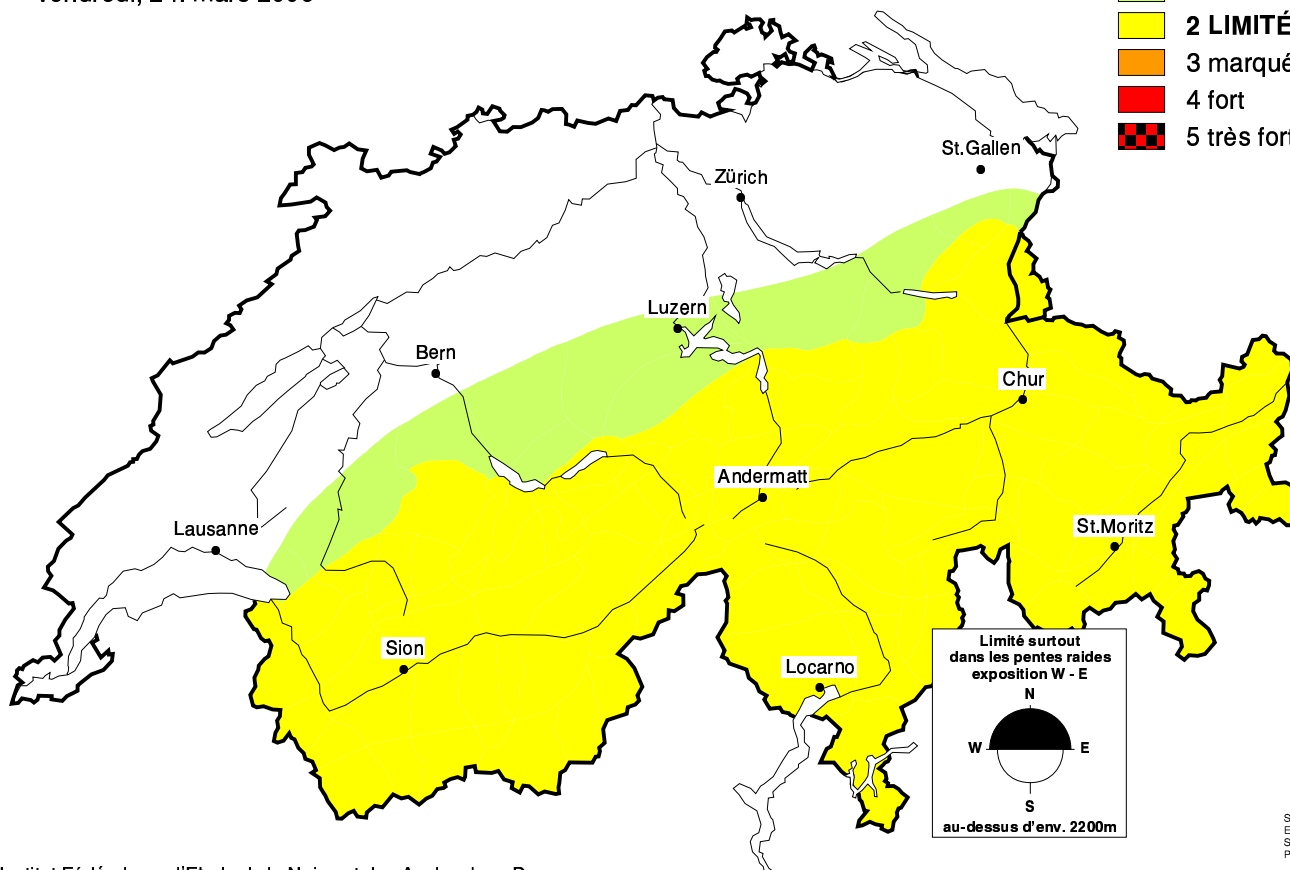 2 LIMITÉ
3 marqué
4 fort
5 très fort
St.Gallen
Zürich
Luzern
Bern
Chur
Andermatt
Lausanne
St.Moritz
Sion
Locarno
Limité surtout
dans les pentes raides
exposition W - E
N
W E
S
au-dessus d'env. 2200m